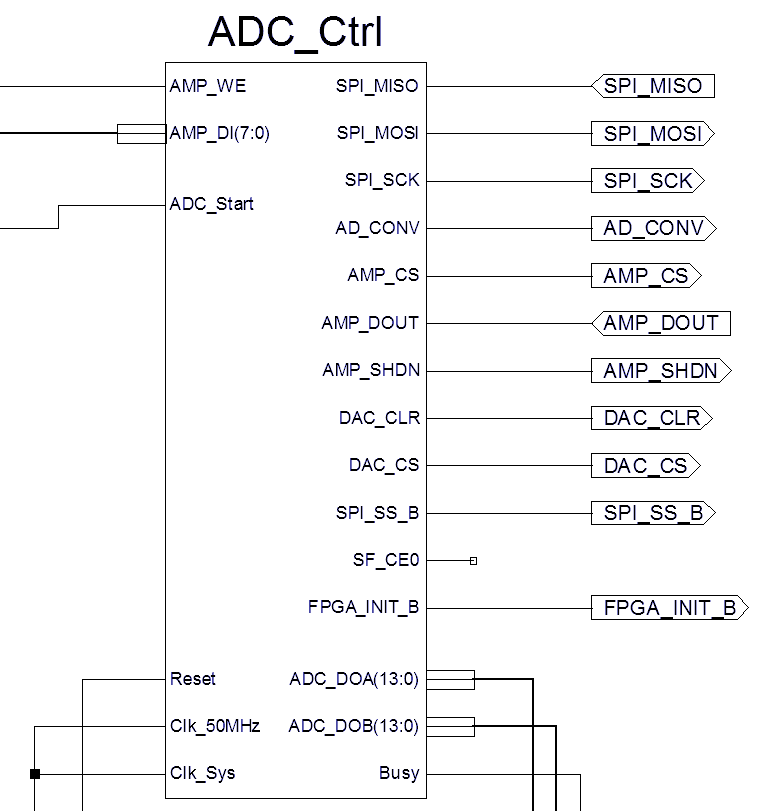 ADC_Ctrl
AMP_WE SPI_MISO SPI_MISO
AMP_DI(7:0) SPI_MOSI SPI_MOSI
SPI_SCK SPI_SCK
ADC_Start
AD_CONV AD_CONV
AMP_CS AMP_CS
AMP_DOUT AMP_DOUT
AMP_SHDN AMP_SHDN
DAC_CLR DAC_CLR
DAC_CS DAC_CS
SPI_SS_B SPI_SS_B
SF_CE0
FPGA_INIT_B FPGA_INIT_B
Reset ADC_DOA(13:0)
Clk_50MHz ADC_DOB(13:0)
Clk_Sys Busy